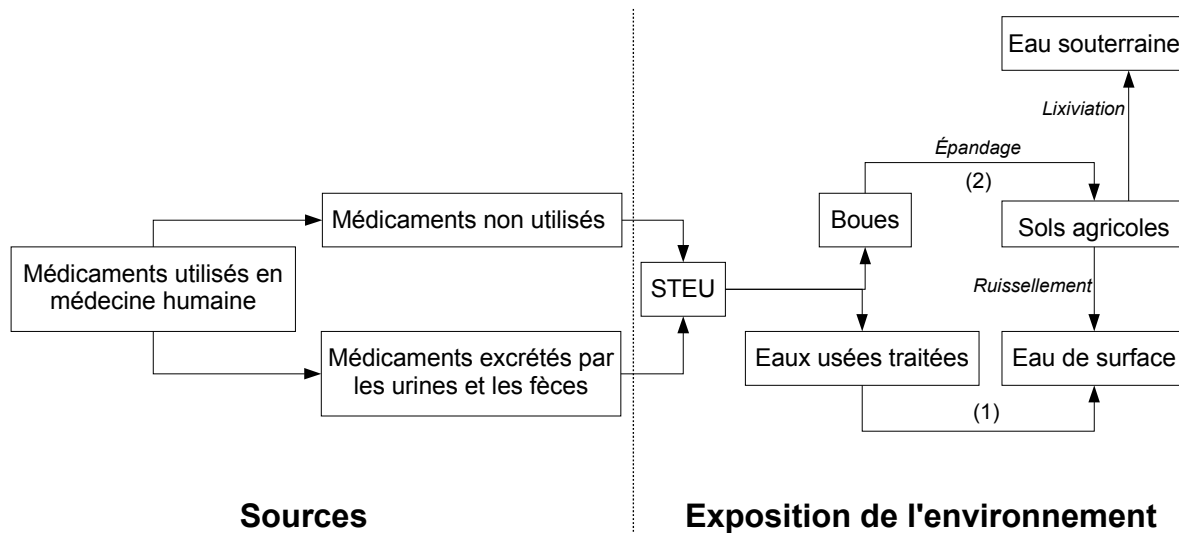 Eau souterraine
Lixiviation
Épandage
(2)
Médicaments non utilisés
Boues
Sols agricoles
Médicaments utilisés en
médecine humaine
STEU
Ruissellement
Médicaments excrétés par
les urines et les fèces
Eaux usées traitées
Eau de surface
(1)
Sources
Exposition de l'environnement